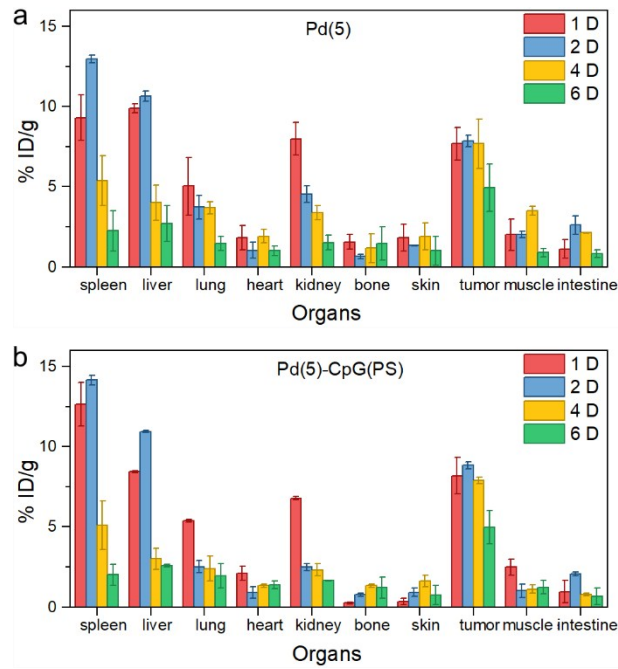 a
Pd(5)
1 D
2 D
4 D
6 D
15
10
5
0
% ID/g
spleen liver lung heart kidney bone skin tumor muscle intestine
Organs
b
Pd(5)-CpG(PS)
1 D
2 D
4 D
6 D
15
10
5
0
% ID/g
spleen liver lung heart kidney bone skin tumor muscle intestine
Organs